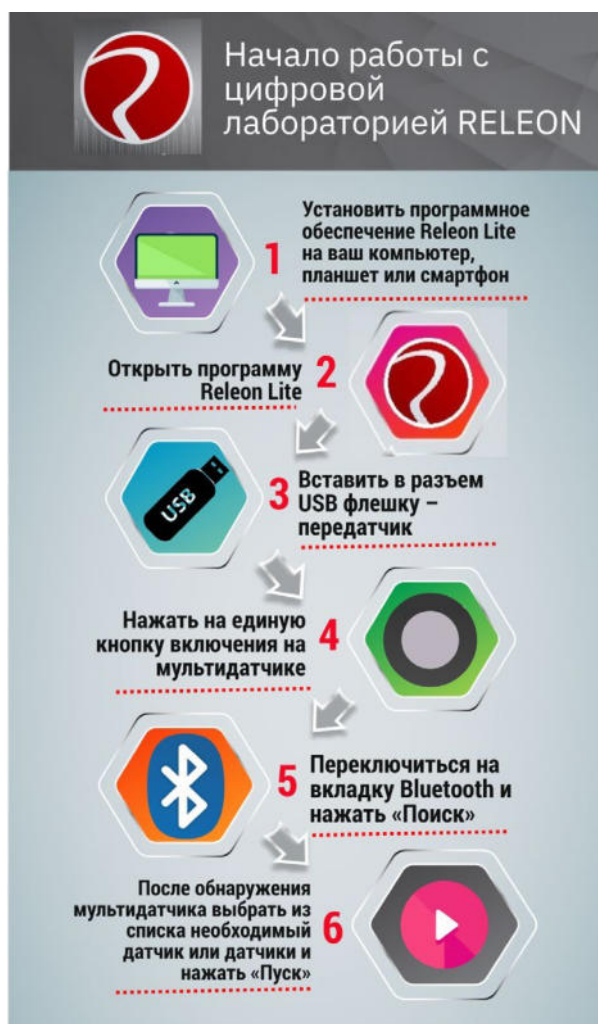 Начало работы с
цифровой
лабораторией RELEON
1
Установить программное
обеспечение Releon Lite
на ваш компьютер,
планшет или смартфон
Открыть программу
Releon Lite
2
USB
3
Вставить в разъем
USB флешку –
передатчик
Нажать на единую
кнопку включения на
мультидатчике
4
5
Переключиться на
вкладку Bluetooth и
нажать «Поиск»
После обнаружения
мультидатчика выбрать из
списка необходимый
датчик или датчики и
нажать «Пуск»
6